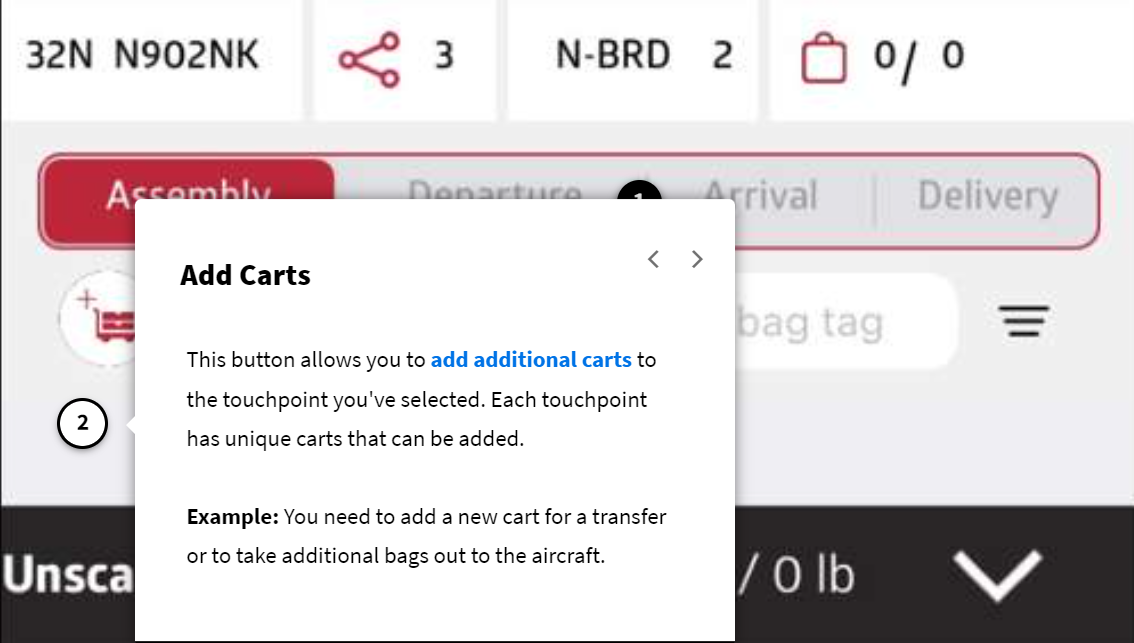 32N N902NK 3 N-BRD 2 0/ 0
Assembly Departure 1 Arrival Delivery
Add Carts
bag tag
This button allows you to add additional carts to
the touchpoint you've selected. Each touchpoint
has unique carts that can be added.
2
Example: You need to add a new cart for a transfer
or to take additional bags out to the aircraft.
Unsca / 0 lb